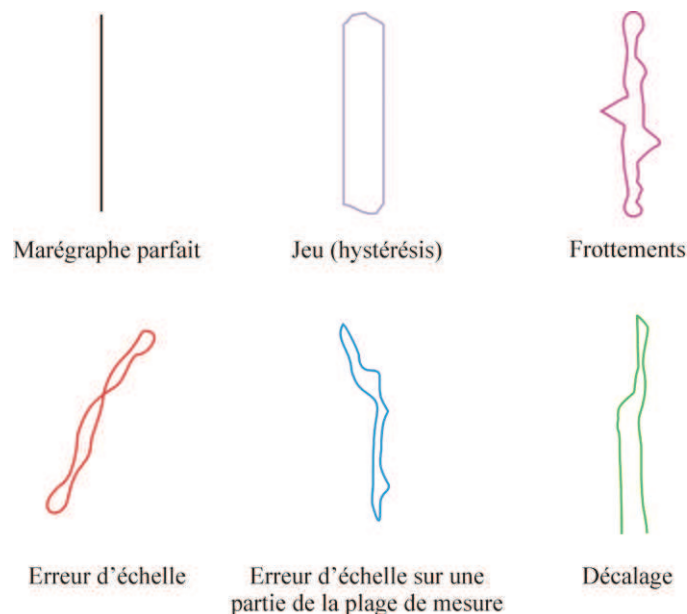 Marégraphe parfait
Jeu (hystérésis)
Frottements
Erreur d'échelle
Erreur d'échelle sur une
partie de la plage de mesure
Décalage